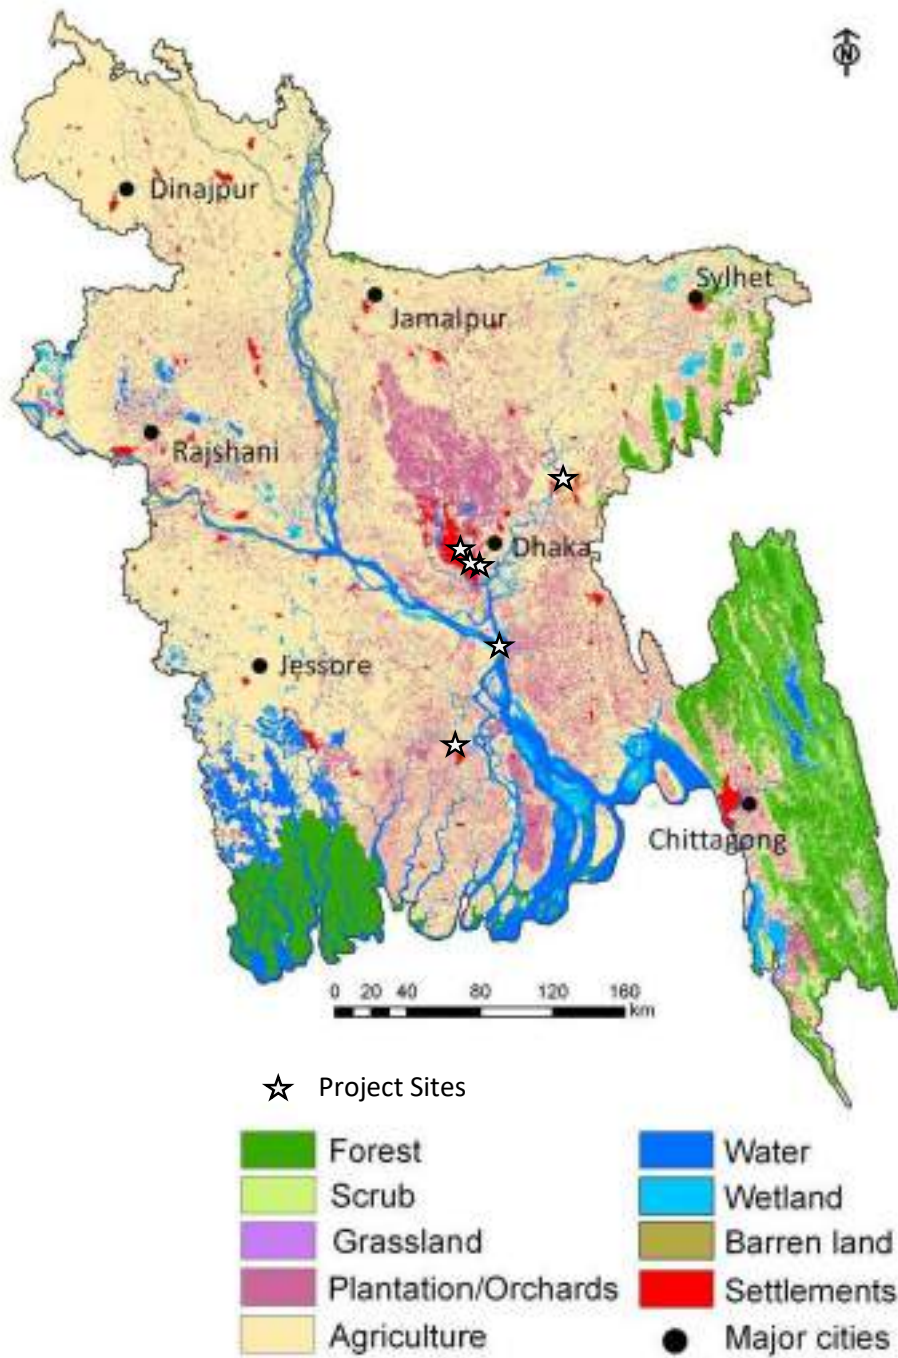 N
Dinajpur
Sylhet
Jamalpur
Rajshani
Dhaka
Jessore
Chittagong
0 20 40 80 120 160
km
Project Sites
Forest
Water
Scrub
Wetland
Grassland
Barren land
Plantation/Orchards
Settlements
Agriculture
Major cities